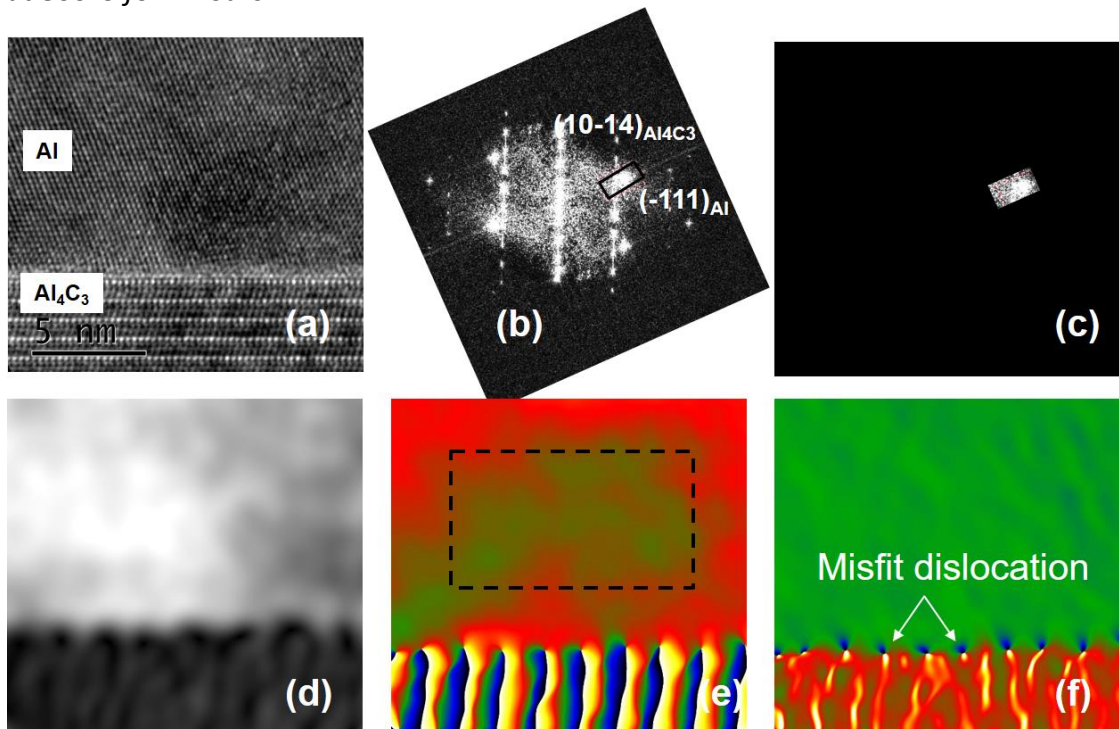 Al
Al₄C₃
5 nm
(a)
(10-14)Al4C3
(-111)Al
(b)
(c)
(d)
(e)
Misfit dislocation
(f)